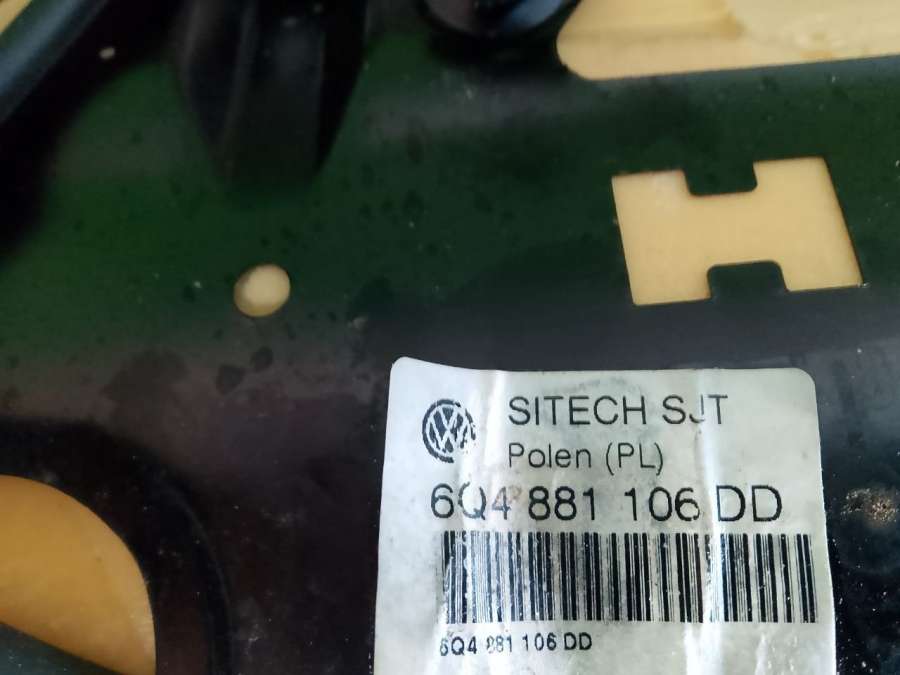 SITECH SJT
Polen (PL)
6Q4 881 106 DD
6Q4 881 106 DD